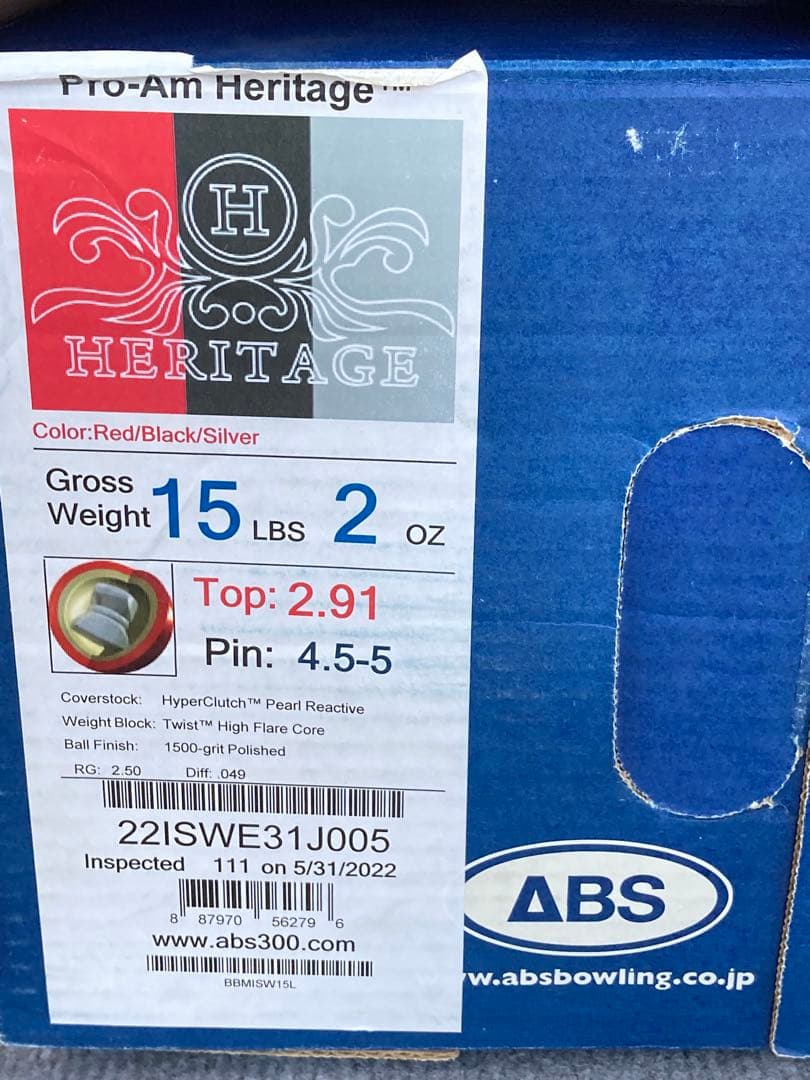 Pro-Am Heritage™
H
HERITAGE
Color:Red/Black/Silver
Gross Weight 15 LBS 2 OZ
Top: 2.91
Pin: 4.5-5
Coverstock: HyperClutch™ Pearl Reactive
Weight Block: Twist™ High Flare Core
Ball Finish: 1500-grit Polished
RG: 2.50 Diff: .049
22ISWE31J005
Inspected 111 on 5/31/2022
8 87970 56279 6
www.abs300.com
BBMISW15L
ABS
w.absbowling.co.jp